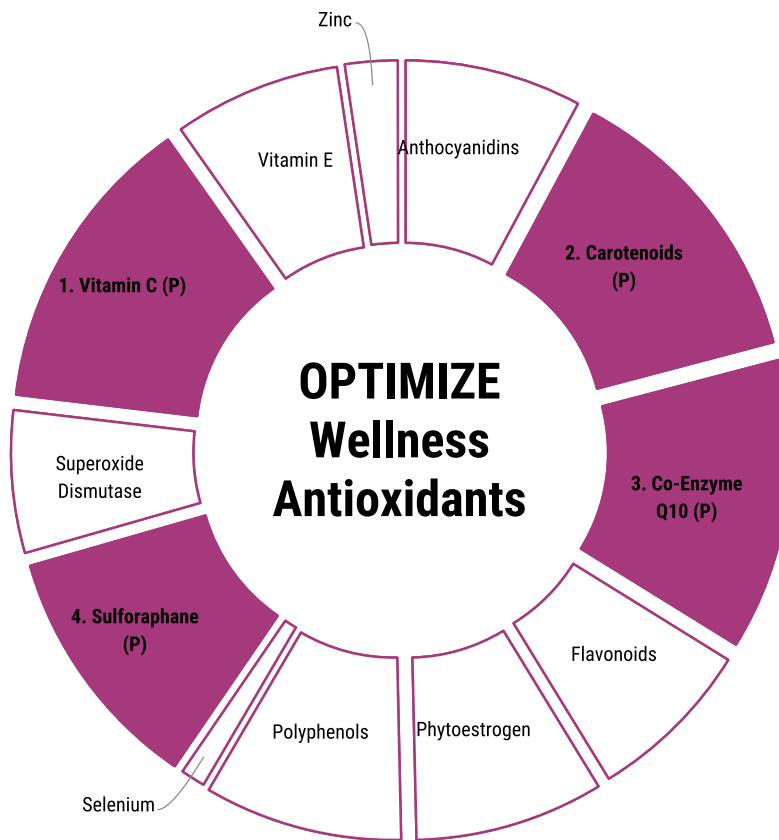 Zinc
Anthocyanidins
Vitamin E
2. Carotenoids
(P)
1. Vitamin C (P)
OPTIMIZE
Wellness
Antioxidants
3. Co-Enzyme
Q10 (P)
Superoxide
Dismutase
4. Sulforaphane
(P)
Flavonoids
Polyphenols
Phytoestrogen
Selenium